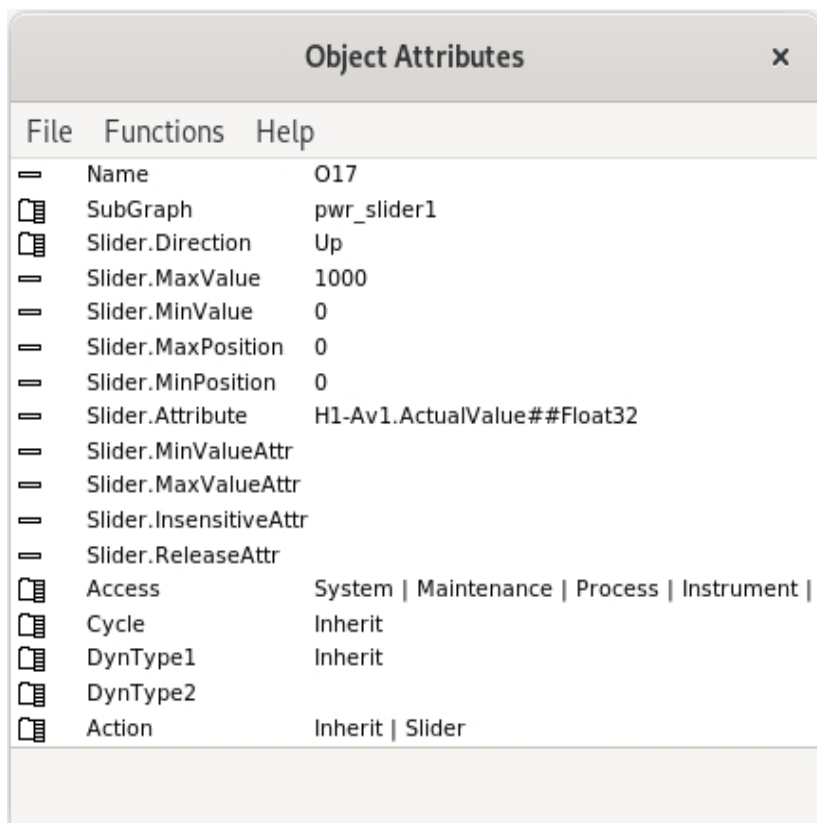 Object Attributes ×
File Functions Help
Name O17
SubGraph pwr_slider1
Slider.Direction Up
Slider.MaxValue 1000
Slider.MinValue 0
Slider.MaxPosition 0
Slider.MinPosition 0
Slider.Attribute H1-Av1.ActualValue##Float32
Slider.MinValueAttr
Slider.MaxValueAttr
Slider.InsensitiveAttr
Slider.ReleaseAttr
Access System | Maintenance | Process | Instrument |
Cycle Inherit
DynType1 Inherit
DynType2
Action Inherit | Slider